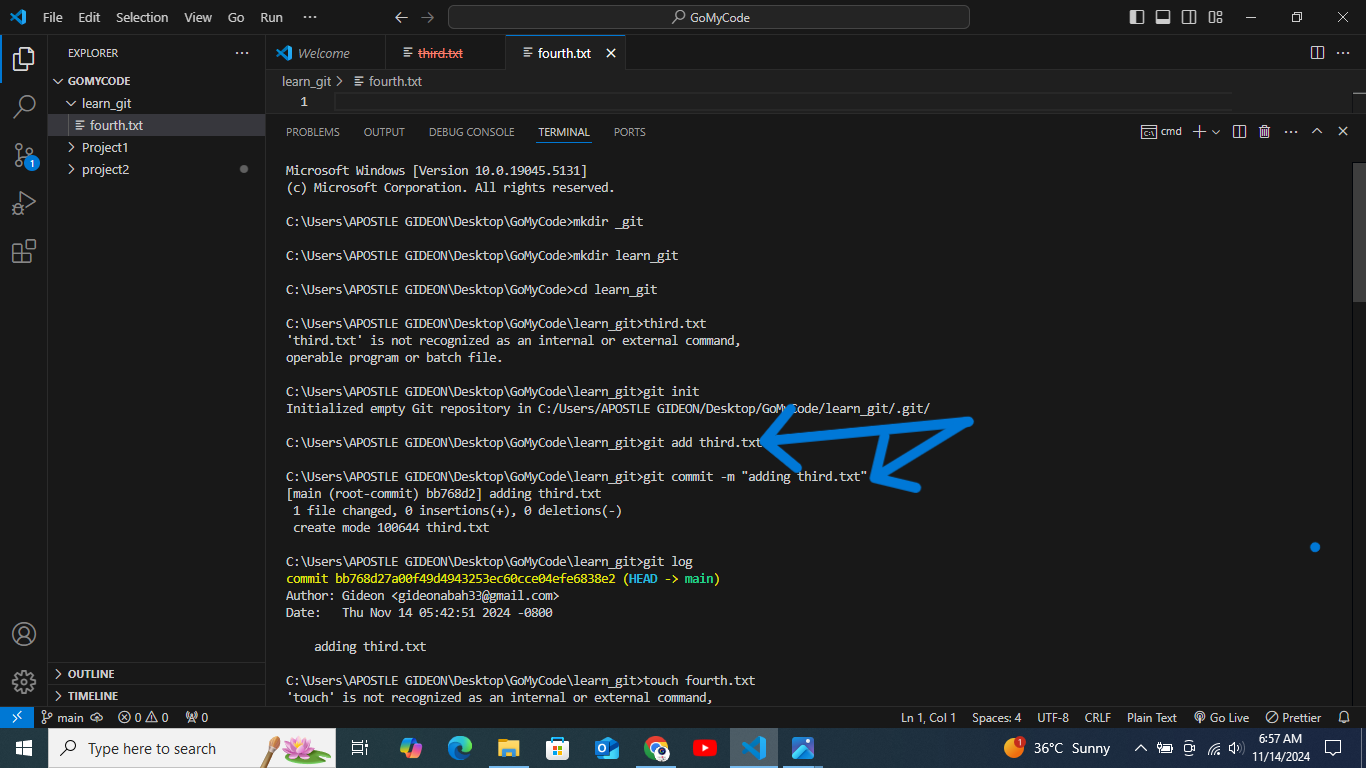 File Edit Selection View Go Run ··· GoMyCode
EXPLORER ···
GOMYCODE
learn_git
fourth.txt
Project1
project2
OUTLINE
TIMELINE
Welcome third.txt fourth.txt
learn_git > fourth.txt
1
PROBLEMS OUTPUT DEBUG CONSOLE TERMINAL PORTS cmd
Microsoft Windows [Version 10.0.19045.5131]
(c) Microsoft Corporation. All rights reserved.
C:\Users\APOSTLE GIDEON\Desktop\GoMyCode>mkdir _git
C:\Users\APOSTLE GIDEON\Desktop\GoMyCode>mkdir learn_git
C:\Users\APOSTLE GIDEON\Desktop\GoMyCode>cd learn_git
C:\Users\APOSTLE GIDEON\Desktop\GoMyCode\learn_git>third.txt
'third.txt' is not recognized as an internal or external command,
operable program or batch file.
C:\Users\APOSTLE GIDEON\Desktop\GoMyCode\learn_git>git init
Initialized empty Git repository in C:/Users/APOSTLE GIDEON/Desktop/GoMyCode/learn_git/.git/
C:\Users\APOSTLE GIDEON\Desktop\GoMyCode\learn_git>git add third.txt
C:\Users\APOSTLE GIDEON\Desktop\GoMyCode\learn_git>git commit -m "adding third.txt"
[main (root-commit) bb768d2] adding third.txt
1 file changed, 0 insertions(+), 0 deletions(-)
create mode 100644 third.txt
C:\Users\APOSTLE GIDEON\Desktop\GoMyCode\learn_git>git log
commit bb768d27a00f49d4943253ec60cce04efe6838e2 (HEAD -> main)
Author: Gideon <gideonabah33@gmail.com>
Date:   Thu Nov 14 05:42:51 2024 -0800
adding third.txt
C:\Users\APOSTLE GIDEON\Desktop\GoMyCode\learn_git>touch fourth.txt
'touch' is not recognized as an internal or external command,
1
main 0 0 0 Ln 1, Col 1 Spaces: 4 UTF-8 CRLF Plain Text Go Live Prettier
Type here to search 36°C Sunny 6:57 AM
11/14/2024